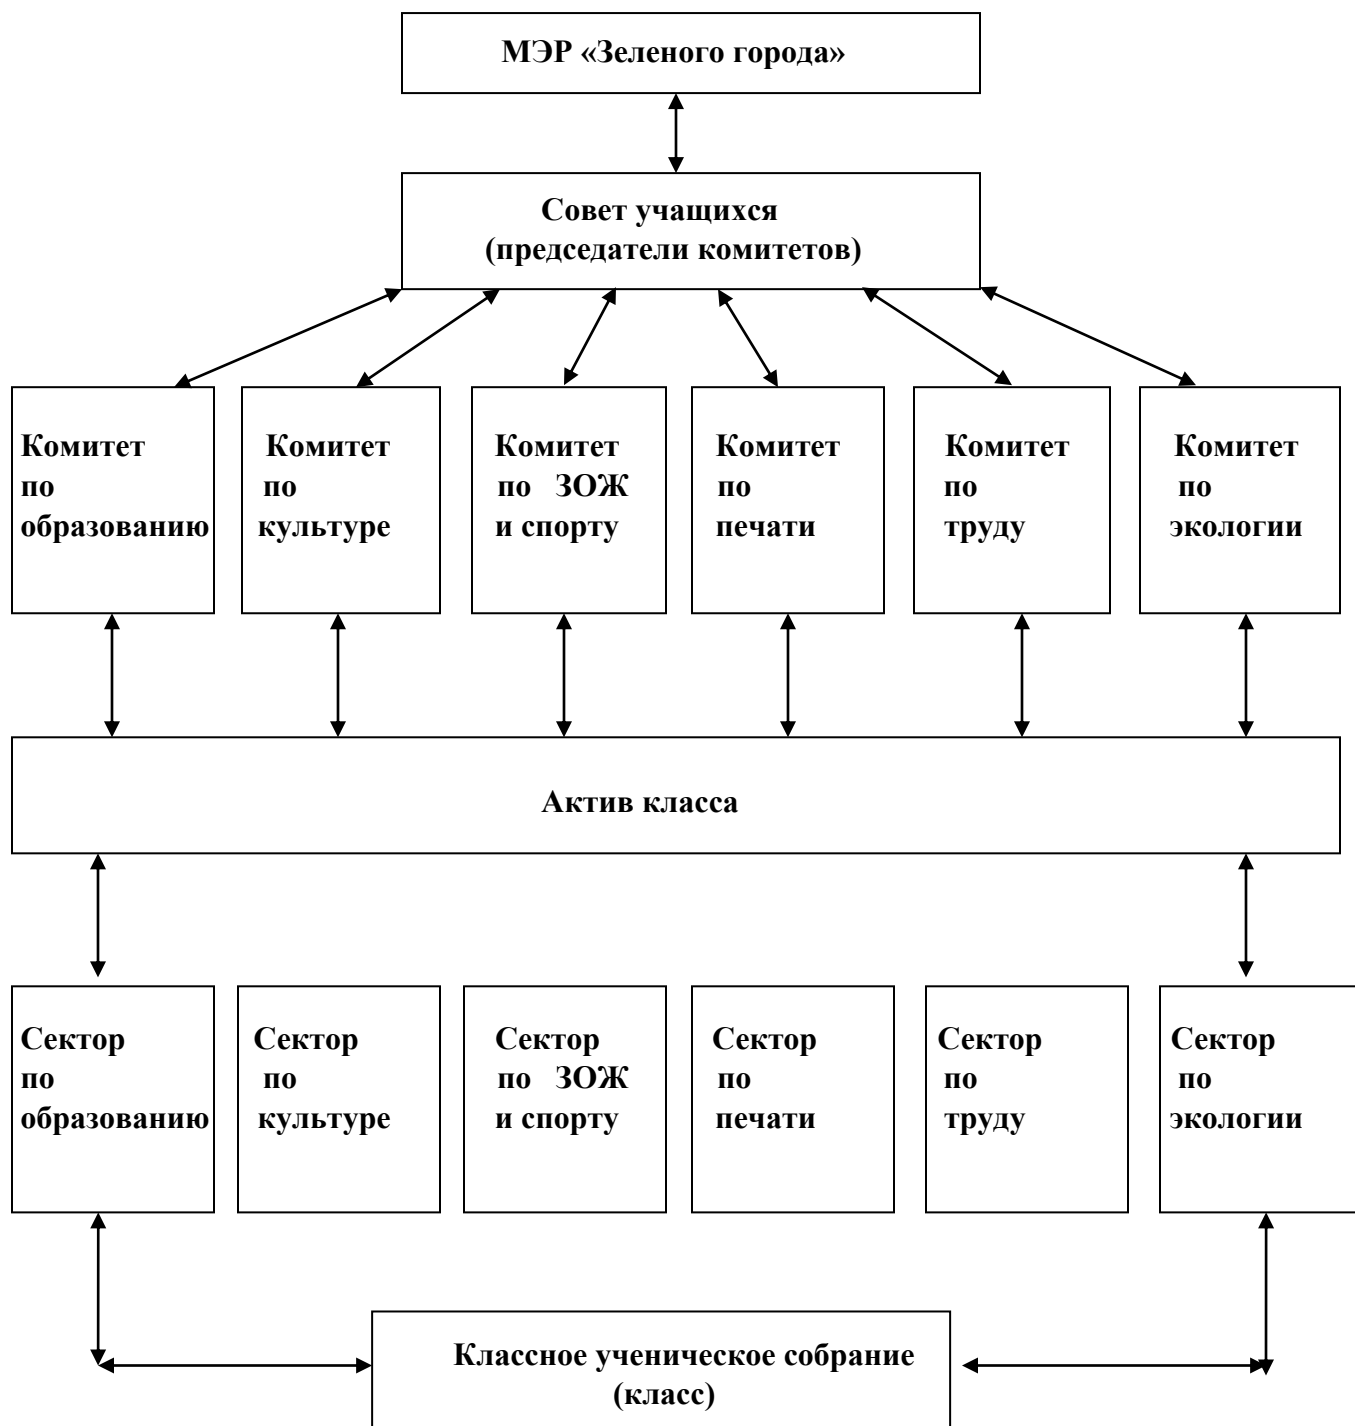 МЭР «Зеленого города»
Совет учащихся
(председатели комитетов)
Комитет
по
образованию
Комитет
по
культуре
Комитет
по ЗОЖ
и спорту
Комитет
по
печати
Комитет
по
труду
Комитет
по
экологии
Актив класса
Сектор
по
образованию
Сектор
по
культуре
Сектор
по ЗОЖ
и спорту
Сектор
по
печати
Сектор
по
труду
Сектор
по
экологии
Классное ученическое собрание
(класс)